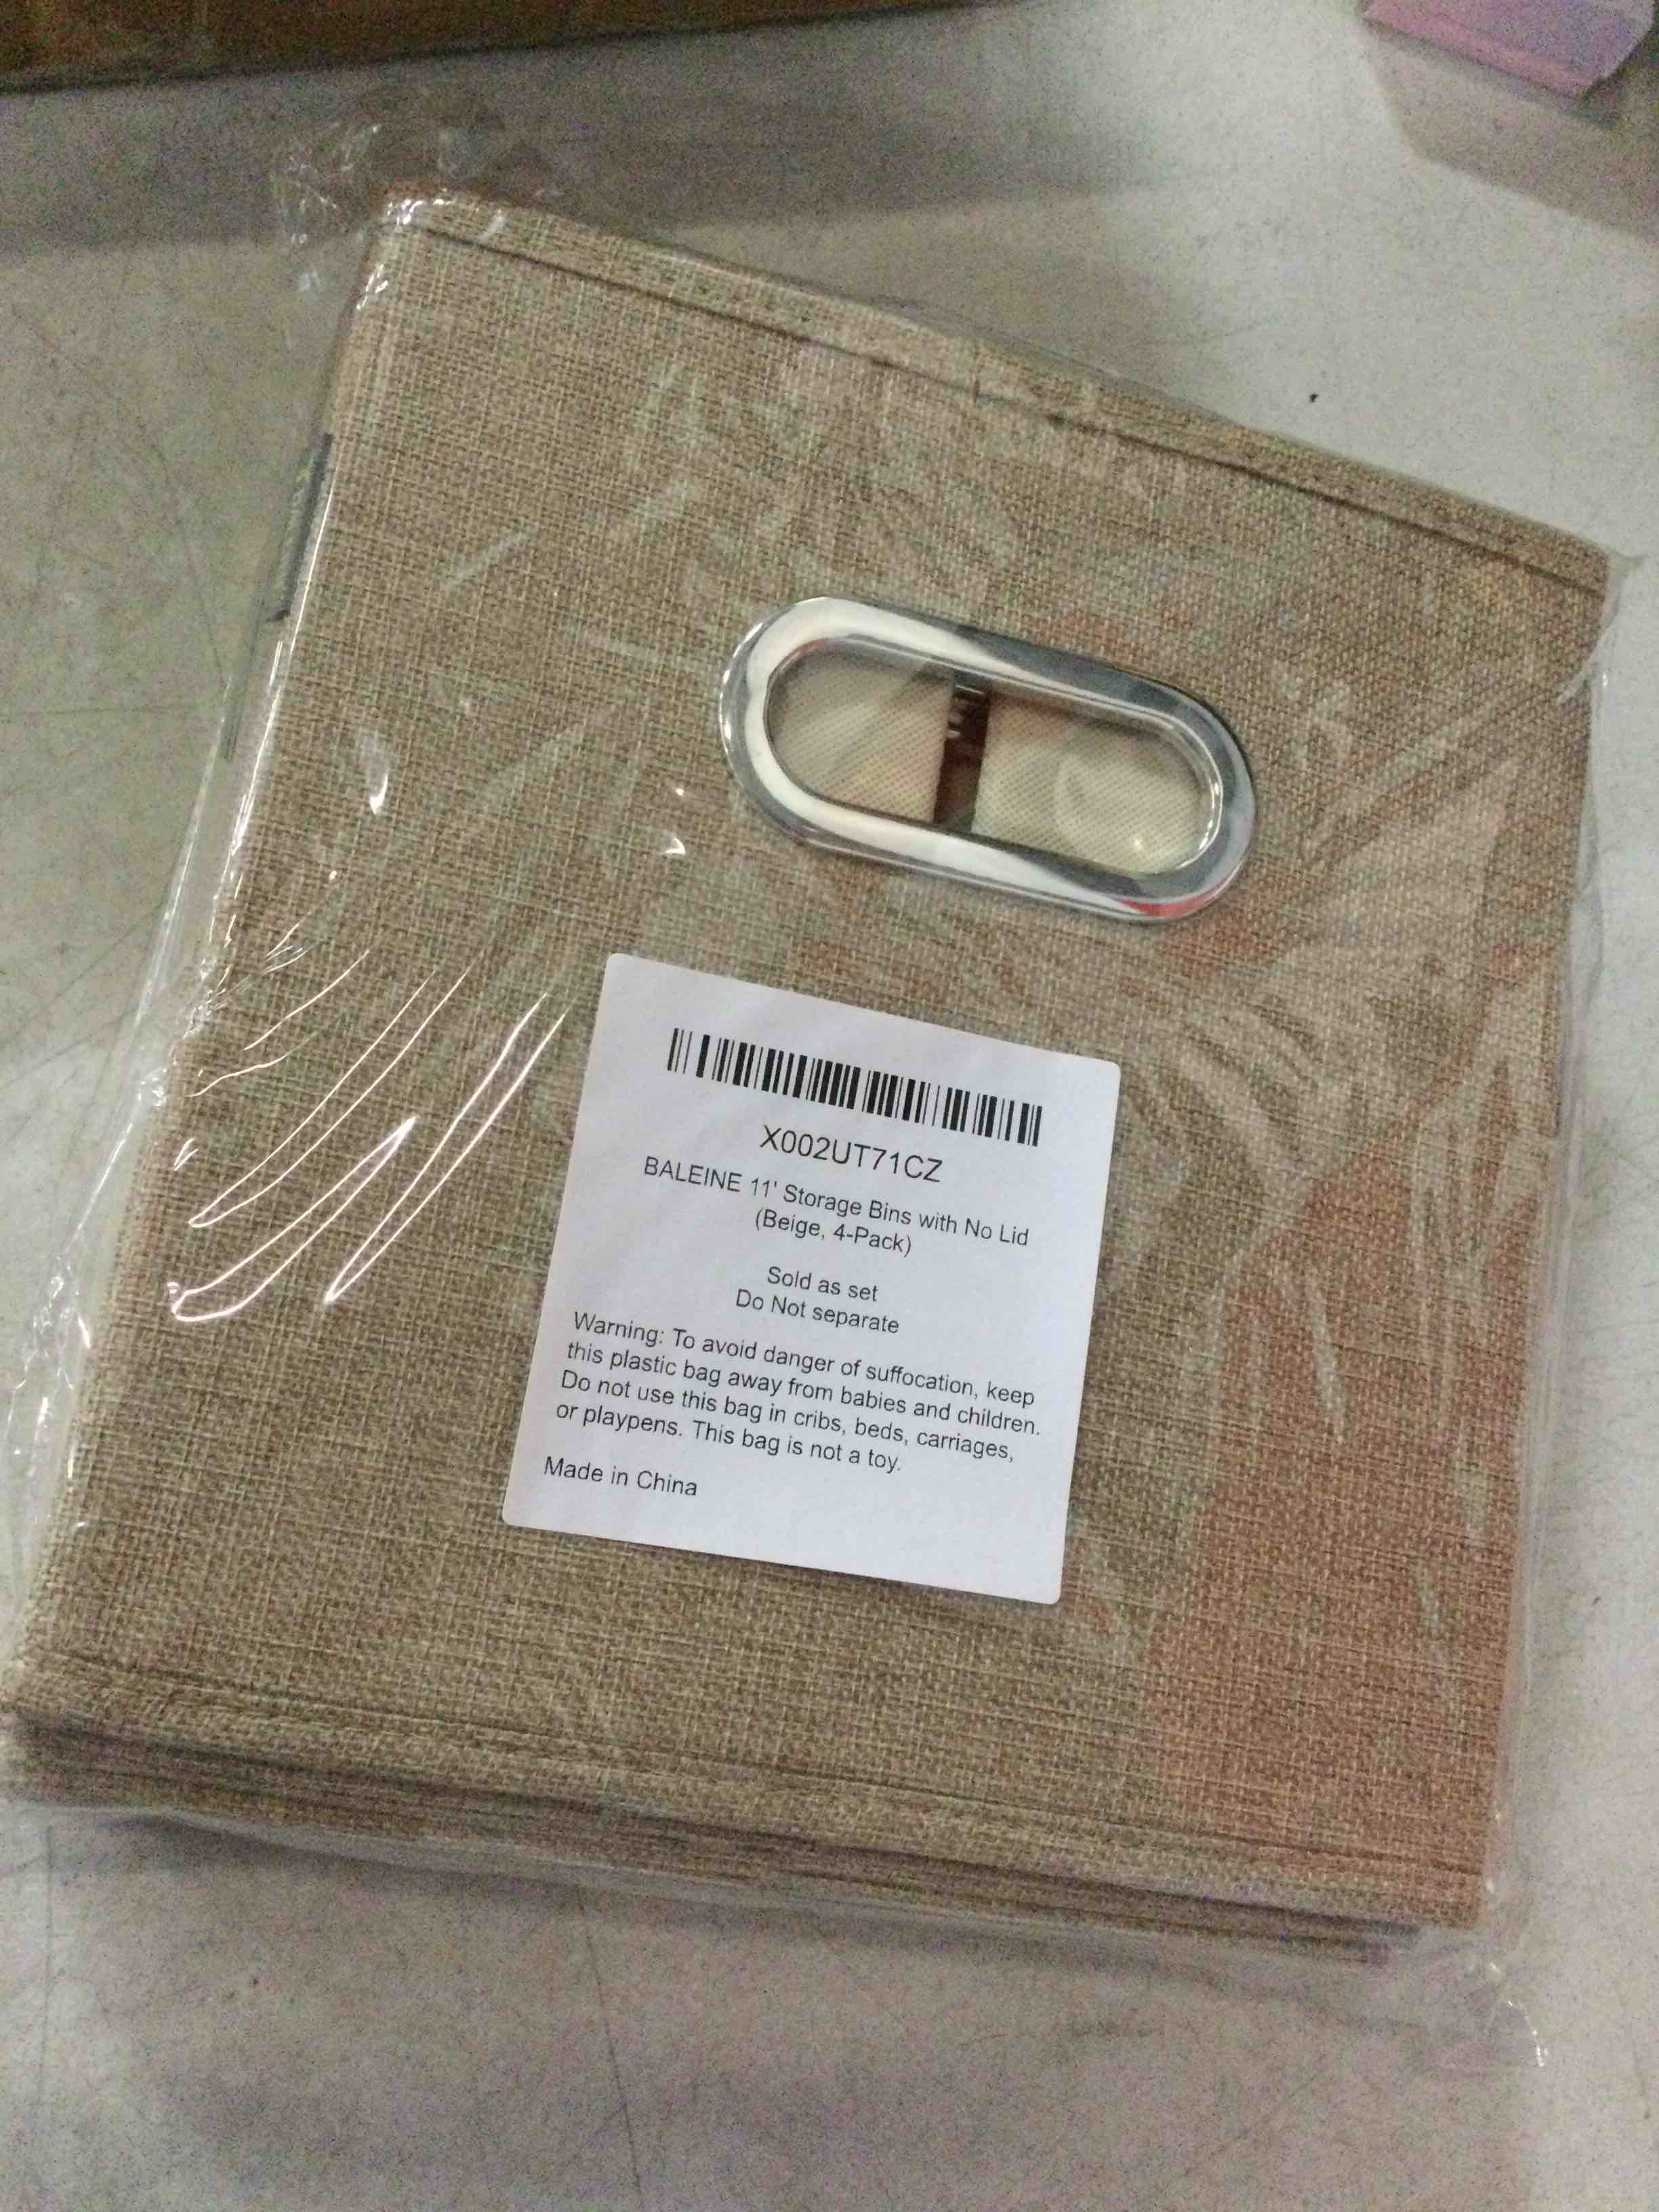 X002UT71CZ
BALEINE 11' Storage Bins with No Lid
(Beige, 4-Pack)
Sold as set
Do Not separate
Warning: To avoid danger of suffocation, keep
this plastic bag away from babies and children.
Do not use this bag in cribs, beds, carriages,
or playpens. This bag is not a toy.
Made in China